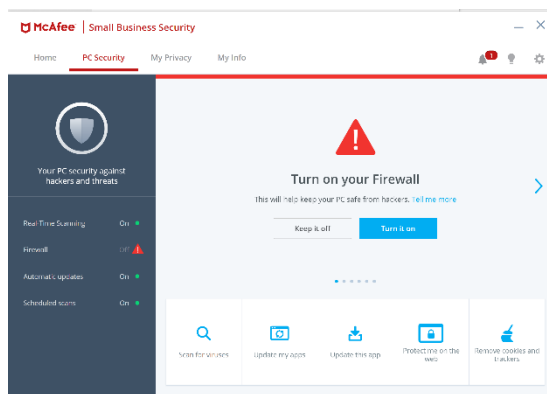 McAfee | Small Business Security
Home PC Security My Privacy My Info
1
Your PC security against
hackers and threats
Real-Time Scanning On
Firewall Off
Automatic updates On
Scheduled scans On
Turn on your Firewall
This will help keep your PC safe from hackers. Tell me more
Keep it off Turn it on
Scan for viruses
Update my apps
Update this app
Protect me on the
web
Remove cookies and
trackers